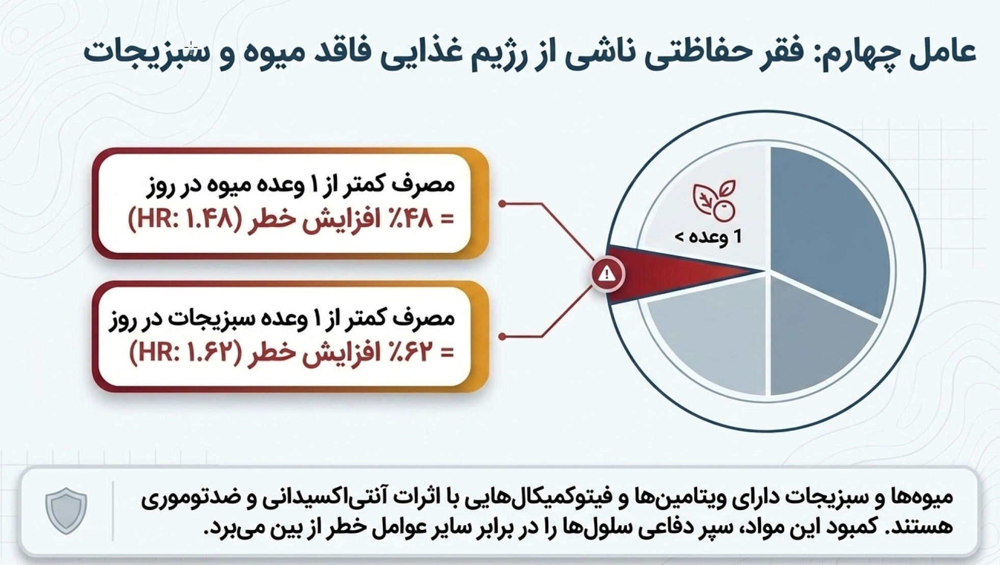 عامل چهارم: فقر حفاظتی ناشی از رژیم غذایی فاقد میوه و سبزیجات
1 وعده >
مصرف کمتر از ۱ وعده میوه در روز
= ۴۸٪ افزایش خطر (HR: ۱.۴۸)
مصرف کمتر از ۱ وعده سبزیجات در روز
= ۶۲٪ افزایش خطر (HR: ۱.۶۲)
میوه‌ها و سبزیجات دارای ویتامین‌ها و فیتوکمیکال‌هایی با اثرات آنتی‌اکسیدانی و ضدتوموری
هستند. کمبود این مواد، سپر دفاعی سلول‌ها را در برابر سایر عوامل خطر از بین می‌برد.